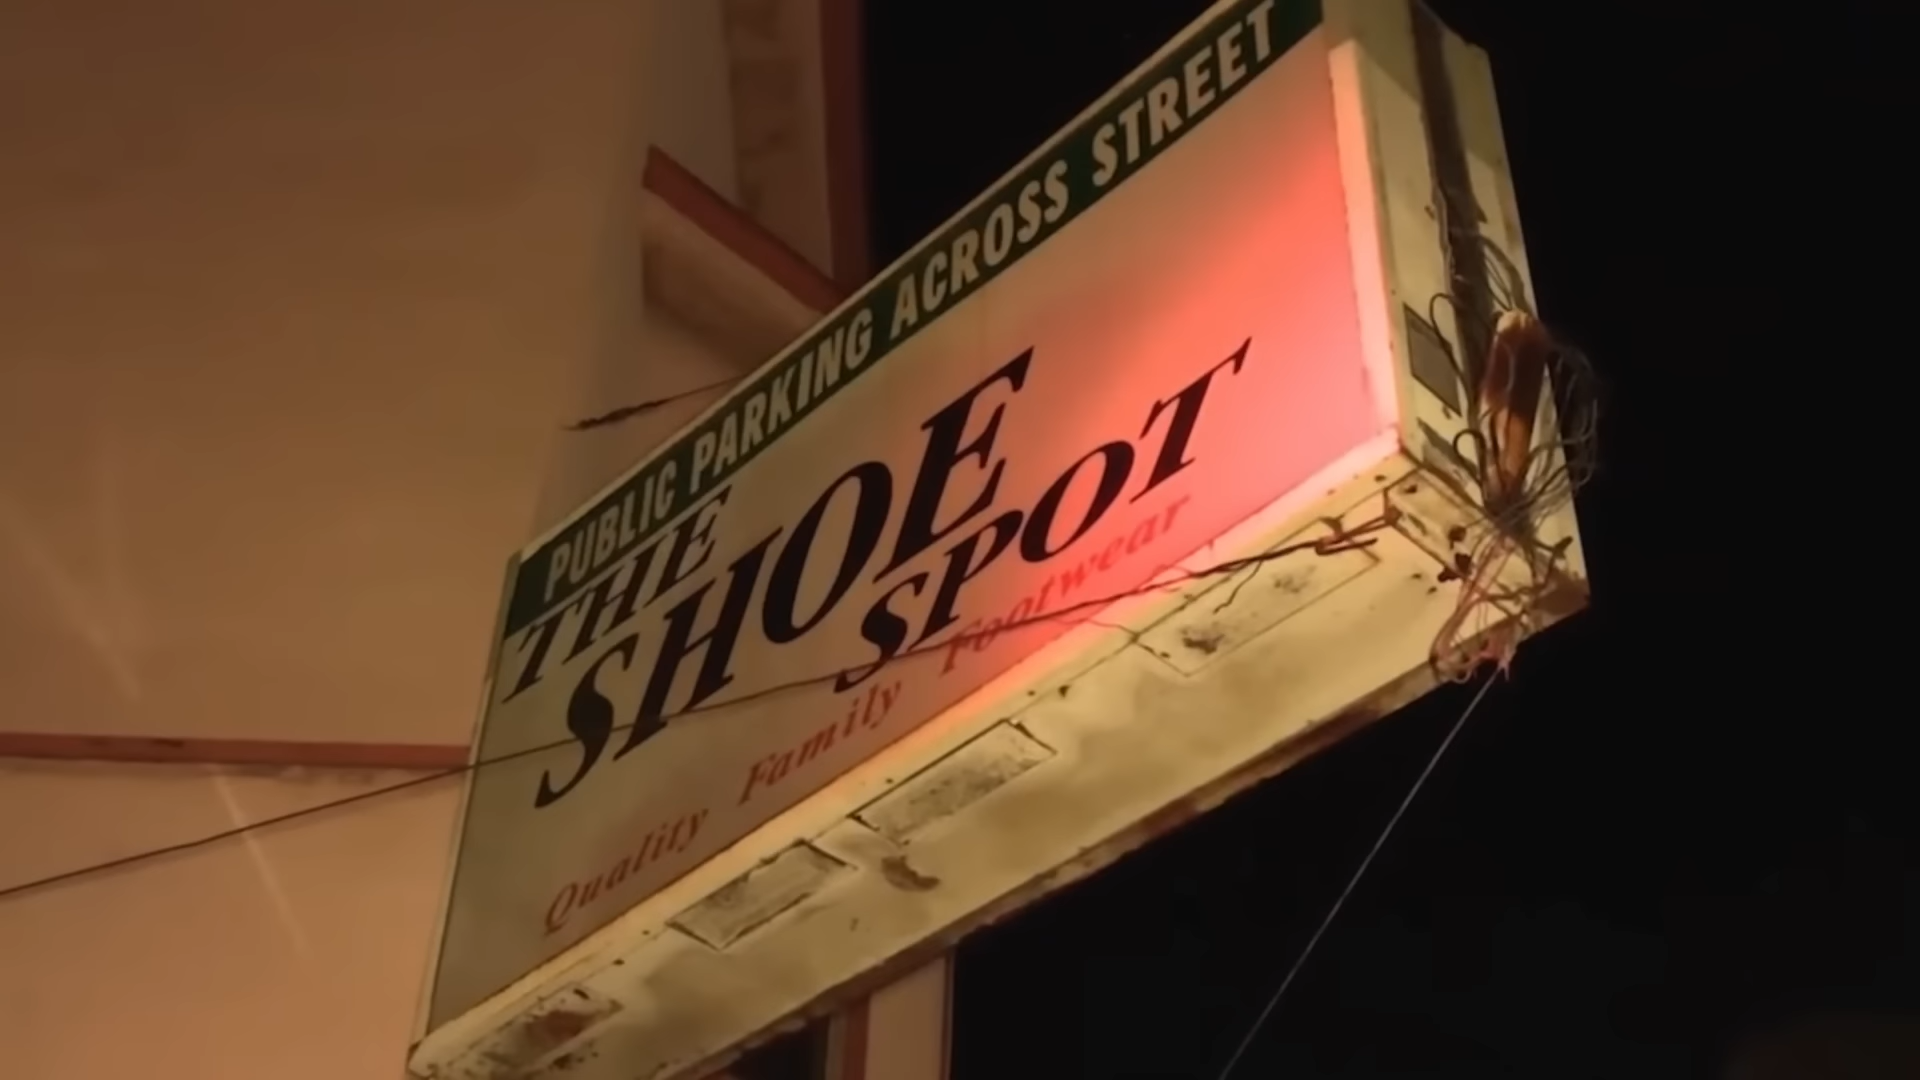 PUBLIC PARKING ACROSS STREET
THE
SHOE
SPOT
Quality Family Footwear